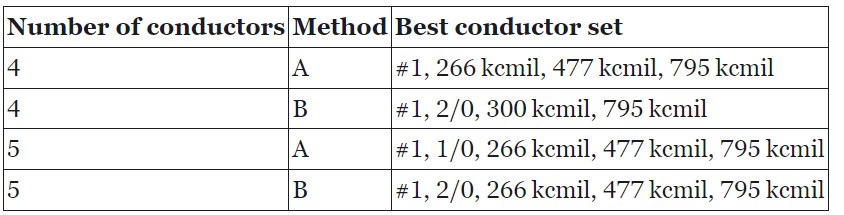 Number of conductors Method Best conductor set
4 A #1, 266 kcmil, 477 kcmil, 795 kcmil
4 B #1, 2/0, 300 kcmil, 795 kcmil
5 A #1, 1/0, 266 kcmil, 477 kcmil, 795 kcmil
5 B #1, 2/0, 266 kcmil, 477 kcmil, 795 kcmil